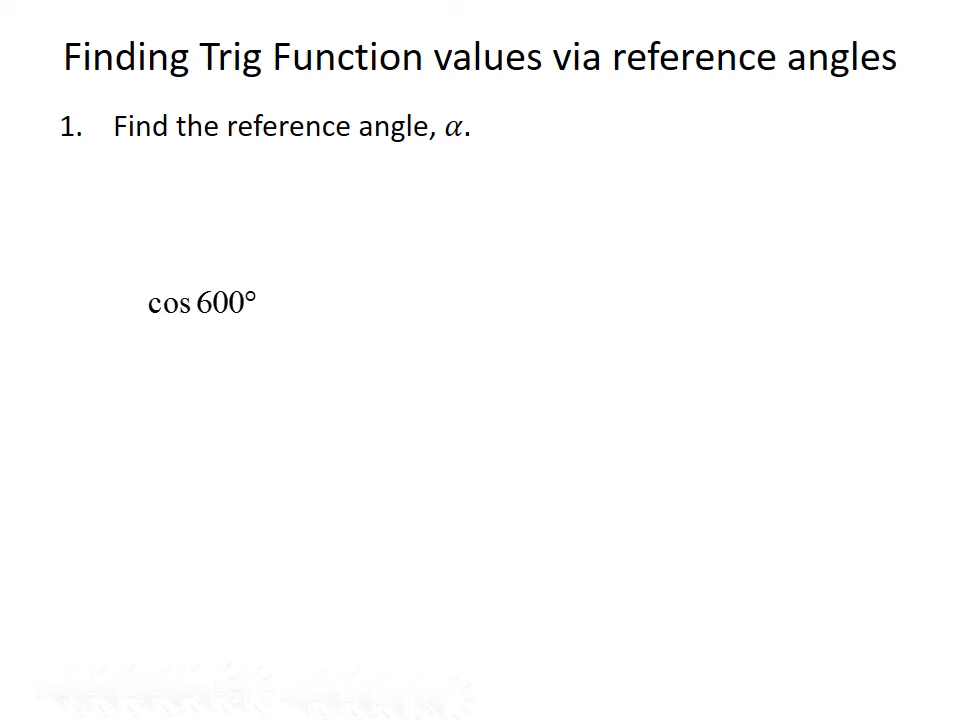 Finding Trig Function values via reference angles
1. Find the reference angle, 𝛼.
cos 600°